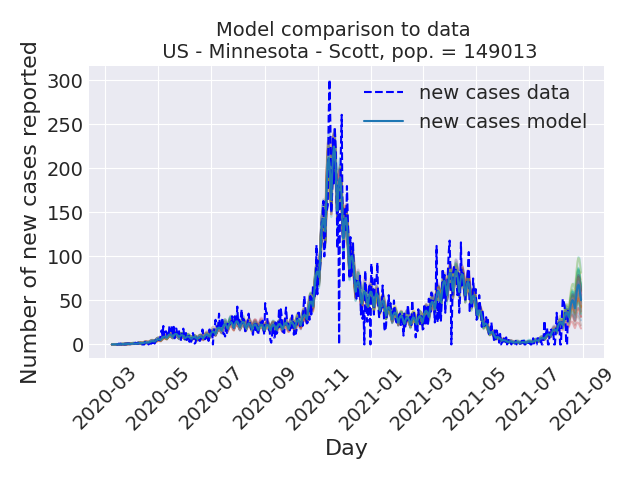 Model comparison to data
US - Minnesota - Scott, pop. = 149013
new cases data
new cases model
Number of new cases reported
300
250
200
150
100
50
0
2020-03
2020-05
2020-07
2020-09
2020-11
2021-01
2021-03
2021-05
2021-07
2021-09
Day